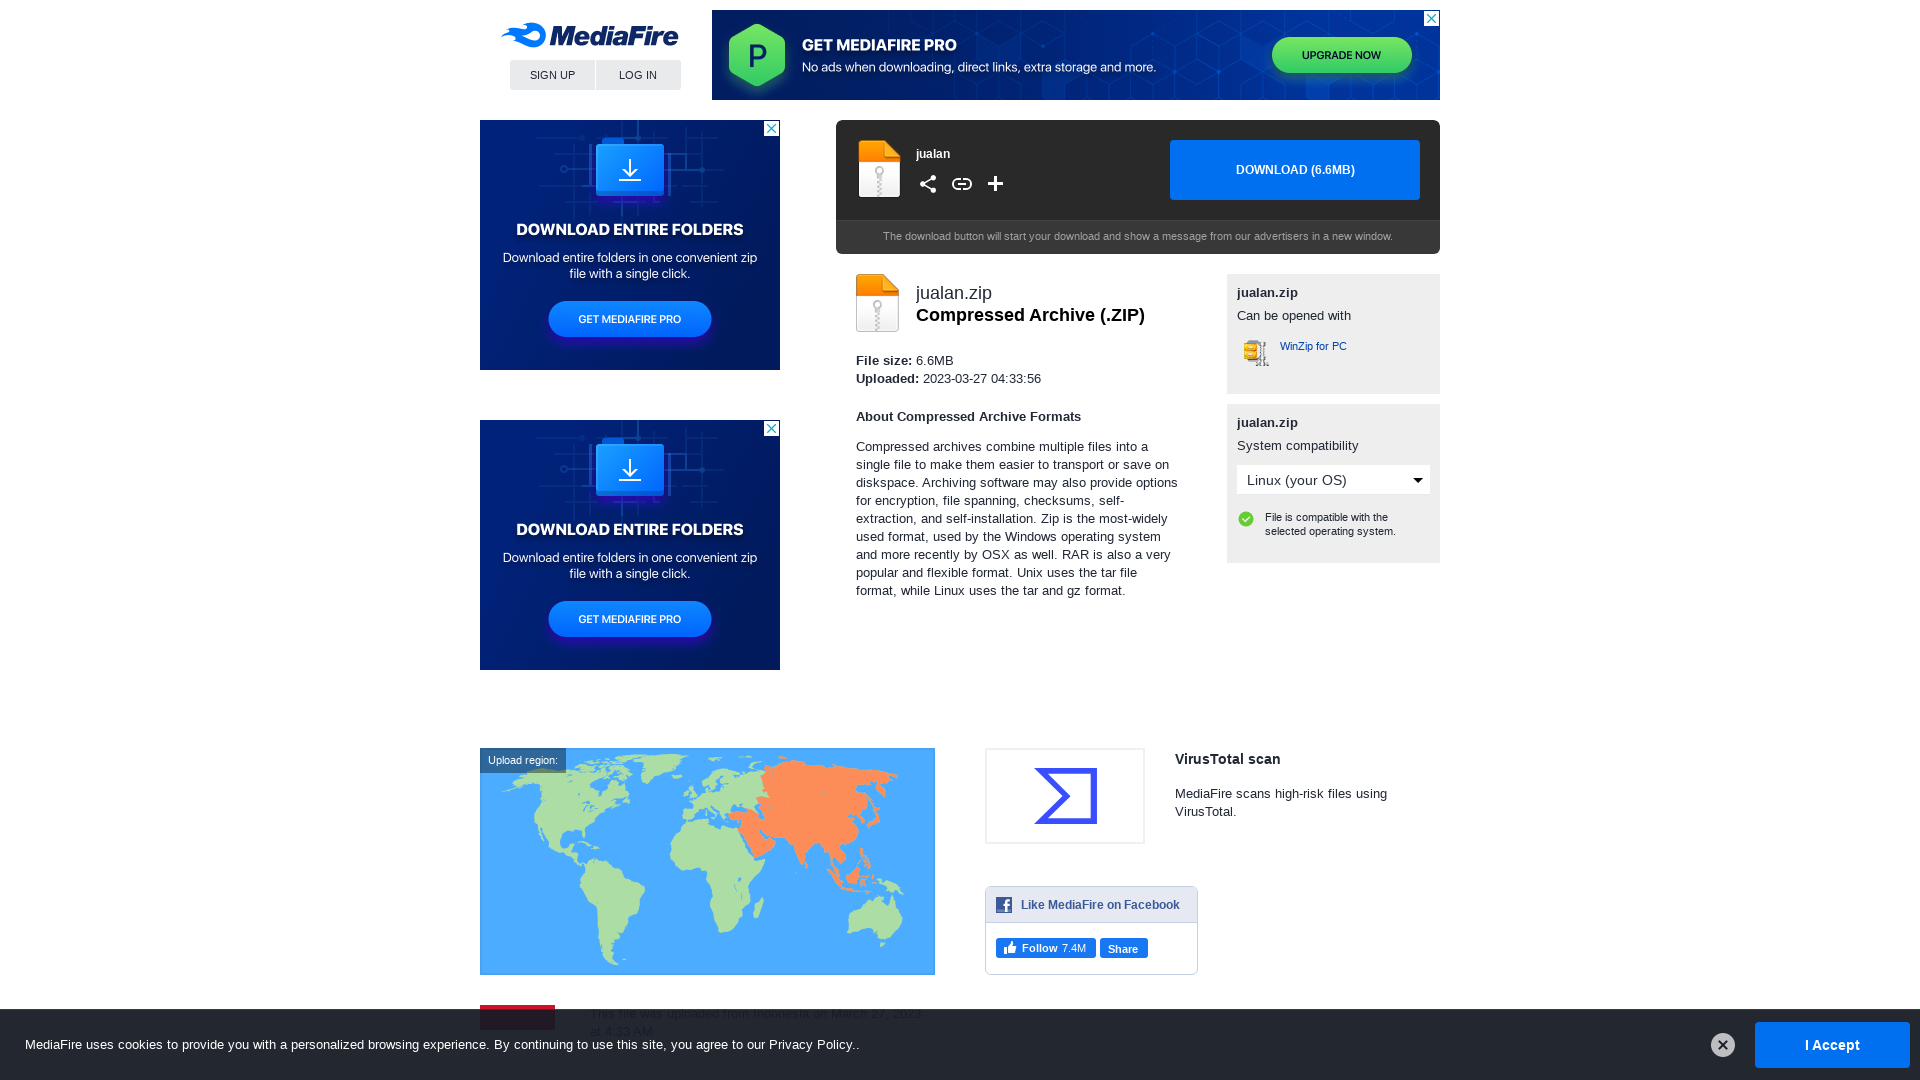 MediaFire
SIGN UP
LOG IN
GET MEDIAFIRE PRO
No ads when downloading, direct links, extra storage and more.
UPGRADE NOW
P
DOWNLOAD ENTIRE FOLDERS
Download entire folders in one convenient zip
file with a single click.
GET MEDIAFIRE PRO
jualan
DOWNLOAD (6.6MB)
The download button will start your download and show a message from our advertisers in a new window.
jualan.zip
Compressed Archive (.ZIP)
File size: 6.6MB
Uploaded: 2023-03-27 04:33:56
About Compressed Archive Formats
Compressed archives combine multiple files into a
single file to make them easier to transport or save on
diskspace. Archiving software may also provide options
for encryption, file spanning, checksums, self-
extraction, and self-installation. Zip is the most-widely
used format, used by the Windows operating system
and more recently by OSX as well. RAR is also a very
popular and flexible format. Unix uses the tar file
format, while Linux uses the tar and gz format.
jualan.zip
Can be opened with
WinZip for PC
jualan.zip
System compatibility
Linux (your OS)
File is compatible with the
selected operating system.
DOWNLOAD ENTIRE FOLDERS
Download entire folders in one convenient zip
file with a single click.
GET MEDIAFIRE PRO
Upload region:
VirusTotal scan
MediaFire scans high-risk files using
VirusTotal.
Like MediaFire on Facebook
Follow 7.4M
Share
This file was uploaded from Indonesia on March 27, 2023
at 4:33 AM
MediaFire uses cookies to provide you with a personalized browsing experience. By continuing to use this site, you agree to our Privacy Policy..
I Accept